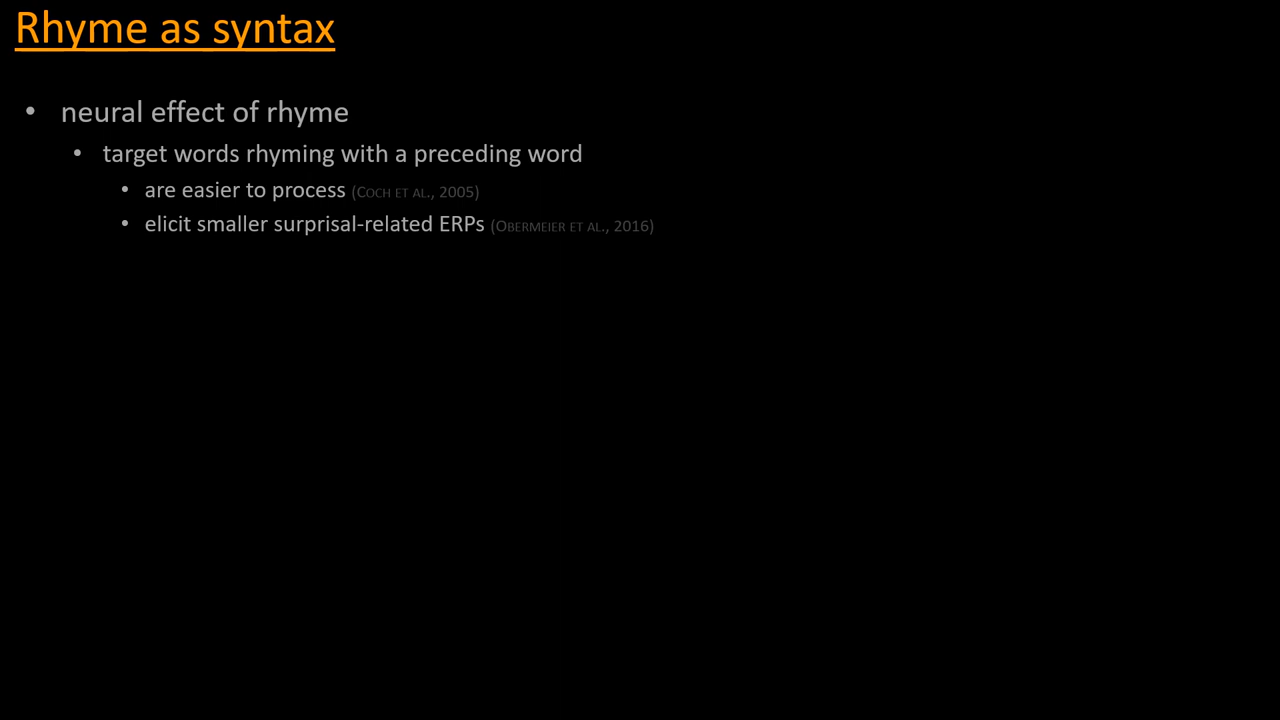 Rhyme as syntax
• neural effect of rhyme
• target words rhyming with a preceding word
• are easier to process (Coch et al., 2005)
• elicit smaller surprisal-related ERPs (Obermeier et al., 2016)